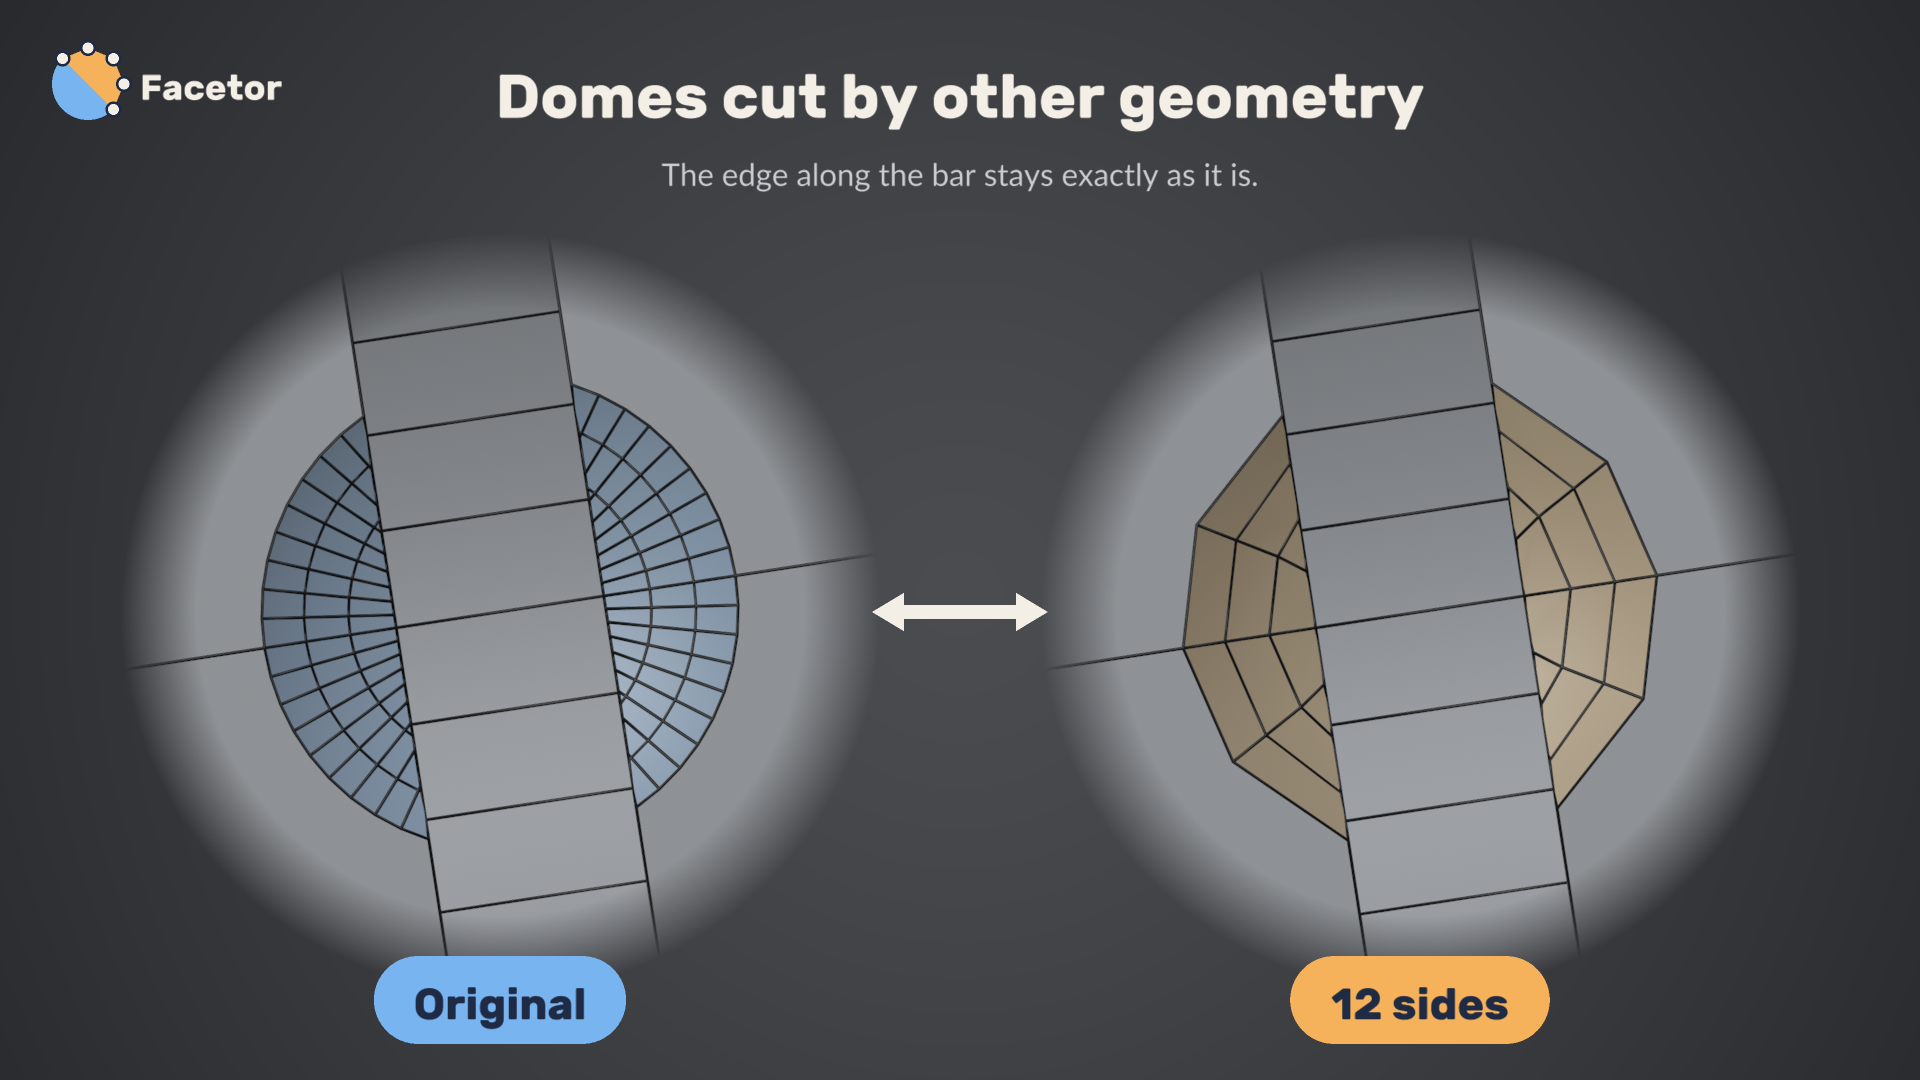 Facetor
Domes cut by other geometry
The edge along the bar stays exactly as it is.
Original
12 sides